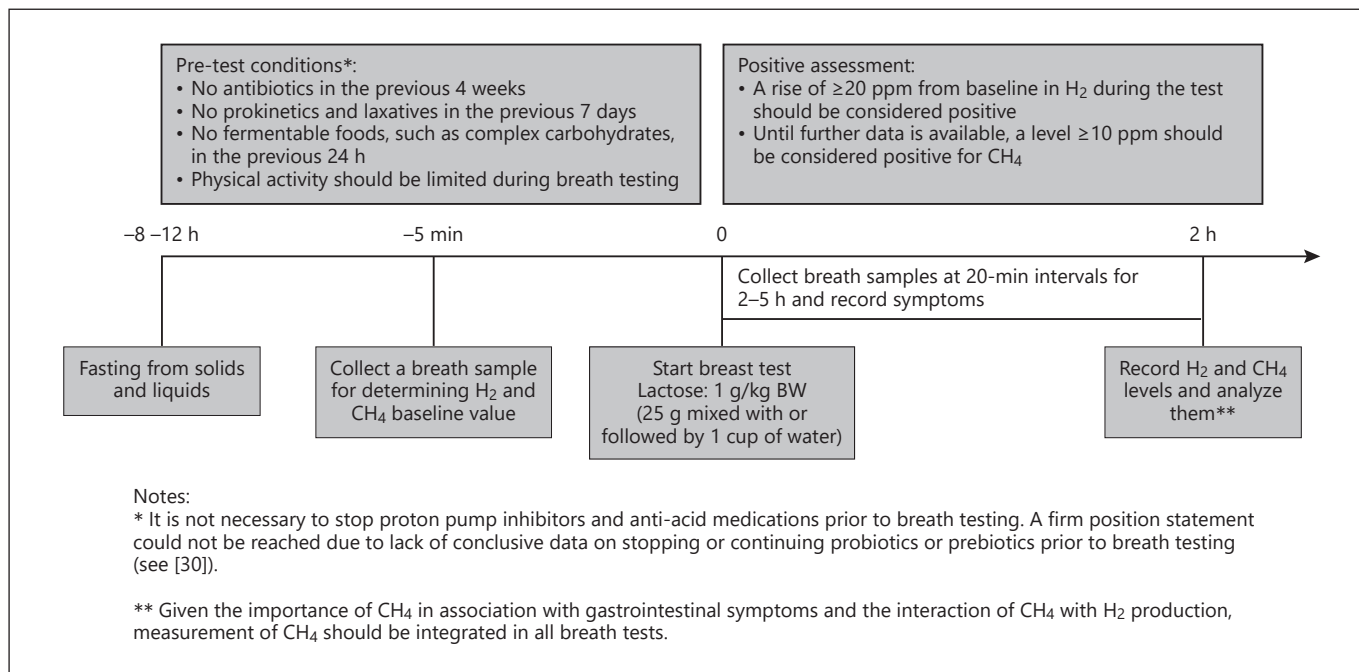 Pre-test conditions*:
• No antibiotics in the previous 4 weeks
• No prokinetics and laxatives in the previous 7 days
• No fermentable foods, such as complex carbohydrates,
in the previous 24 h
• Physical activity should be limited during breath testing
Positive assessment:
• A rise of ≥20 ppm from baseline in H₂ during the test
should be considered positive
• Until further data is available, a level ≥10 ppm should
be considered positive for CH₄
–8 –12 h
–5 min
0
2 h
Collect breath samples at 20-min intervals for
2–5 h and record symptoms
Fasting from solids
and liquids
Collect a breath sample
for determining H₂ and
CH₄ baseline value
Start breast test
Lactose: 1 g/kg BW
(25 g mixed with or
followed by 1 cup of water)
Record H₂ and CH₄
levels and analyze
them**
Notes:
* It is not necessary to stop proton pump inhibitors and anti-acid medications prior to breath testing. A firm position statement
could not be reached due to lack of conclusive data on stopping or continuing probiotics or prebiotics prior to breath testing
(see [30]).
** Given the importance of CH₄ in association with gastrointestinal symptoms and the interaction of CH₄ with H₂ production,
measurement of CH₄ should be integrated in all breath tests.